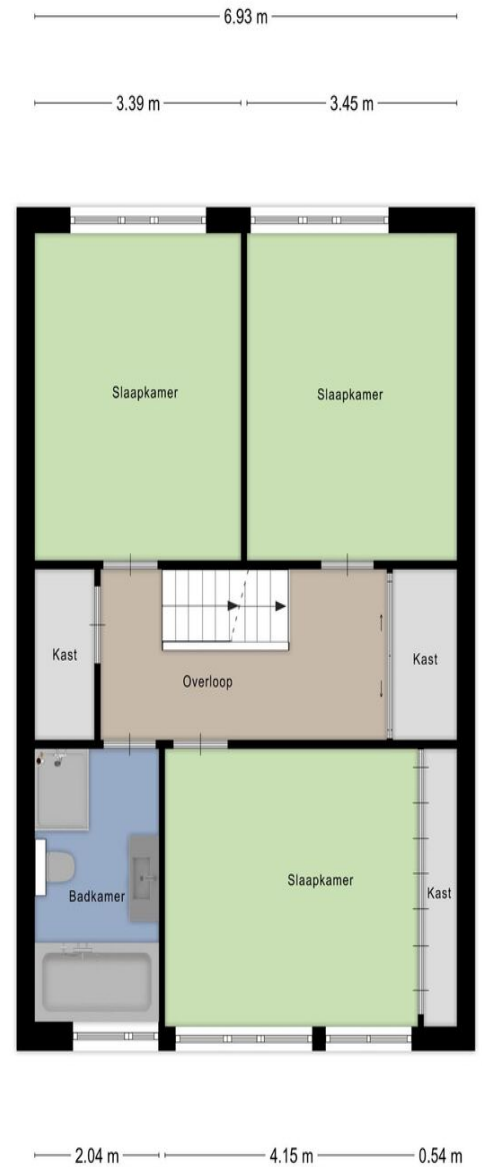 6.93 m
3.39 m 3.45 m
Slaapkamer Slaapkamer
Kast Kast
Overloop
Slaapkamer
Badkamer Kast
2.04 m 4.15 m 0.54 m